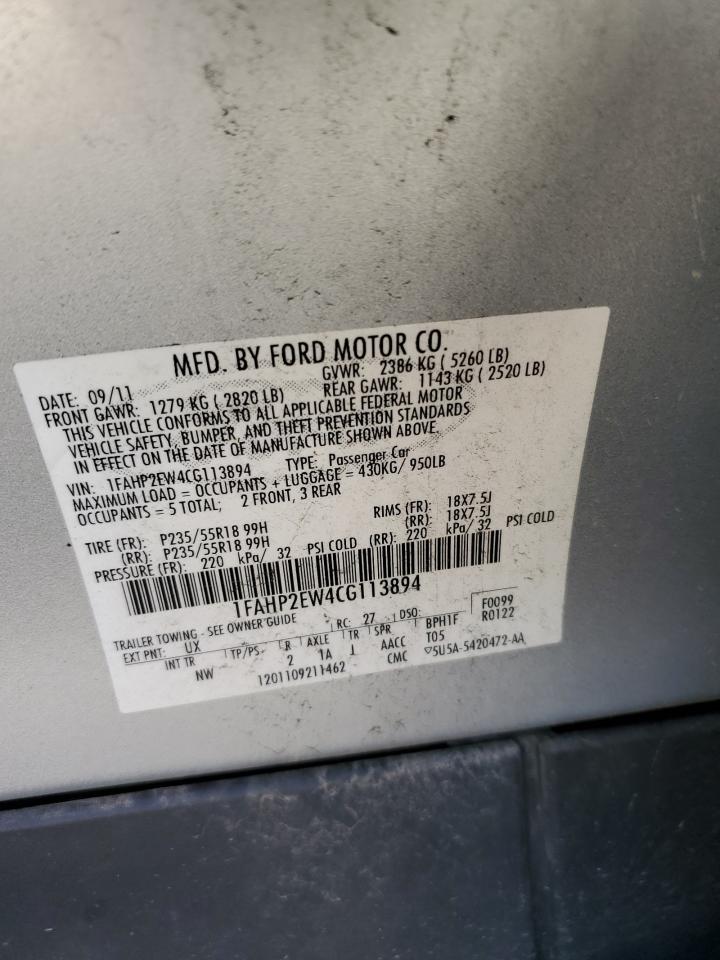 MFD. BY FORD MOTOR CO.
DATE: 09/11 GVWR: 2386 KG ( 5260 LB)
FRONT GAWR: 1279 KG ( 2820 LB) REAR GAWR: 1143 KG ( 2520 LB)
THIS VEHICLE CONFORMS TO ALL APPLICABLE FEDERAL MOTOR
VEHICLE SAFETY, BUMPER, AND THEFT PREVENTION STANDARDS
IN EFFECT ON THE DATE OF MANUFACTURE SHOWN ABOVE.
VIN: 1FAHP2EW4CG113894 TYPE: Passenger Car
MAXIMUM LOAD = OCCUPANTS + LUGGAGE = 430KG/ 950LB
OCCUPANTS = 5 TOTAL; 2 FRONT, 3 REAR
TIRE (FR): P235/55R18 99H RIMS (FR): 18X7.5J
(RR): P235/55R18 99H (RR): 18X7.5J
PRESSURE (FR): 220 kPa/ 32 PSI COLD (RR): 220 kPa/ 32 PSI COLD
1FAHP2EW4CG113894
TRAILER TOWING - SEE OWNER GUIDE RC: 27 DSO: F0099
EXT PNT: UX TP/PS R AXLE TR SPR BPH1F R0122
INT TR 2 1A J AACC T05
NW 1201109211462 CMC ▽5U5A-5420472-AA